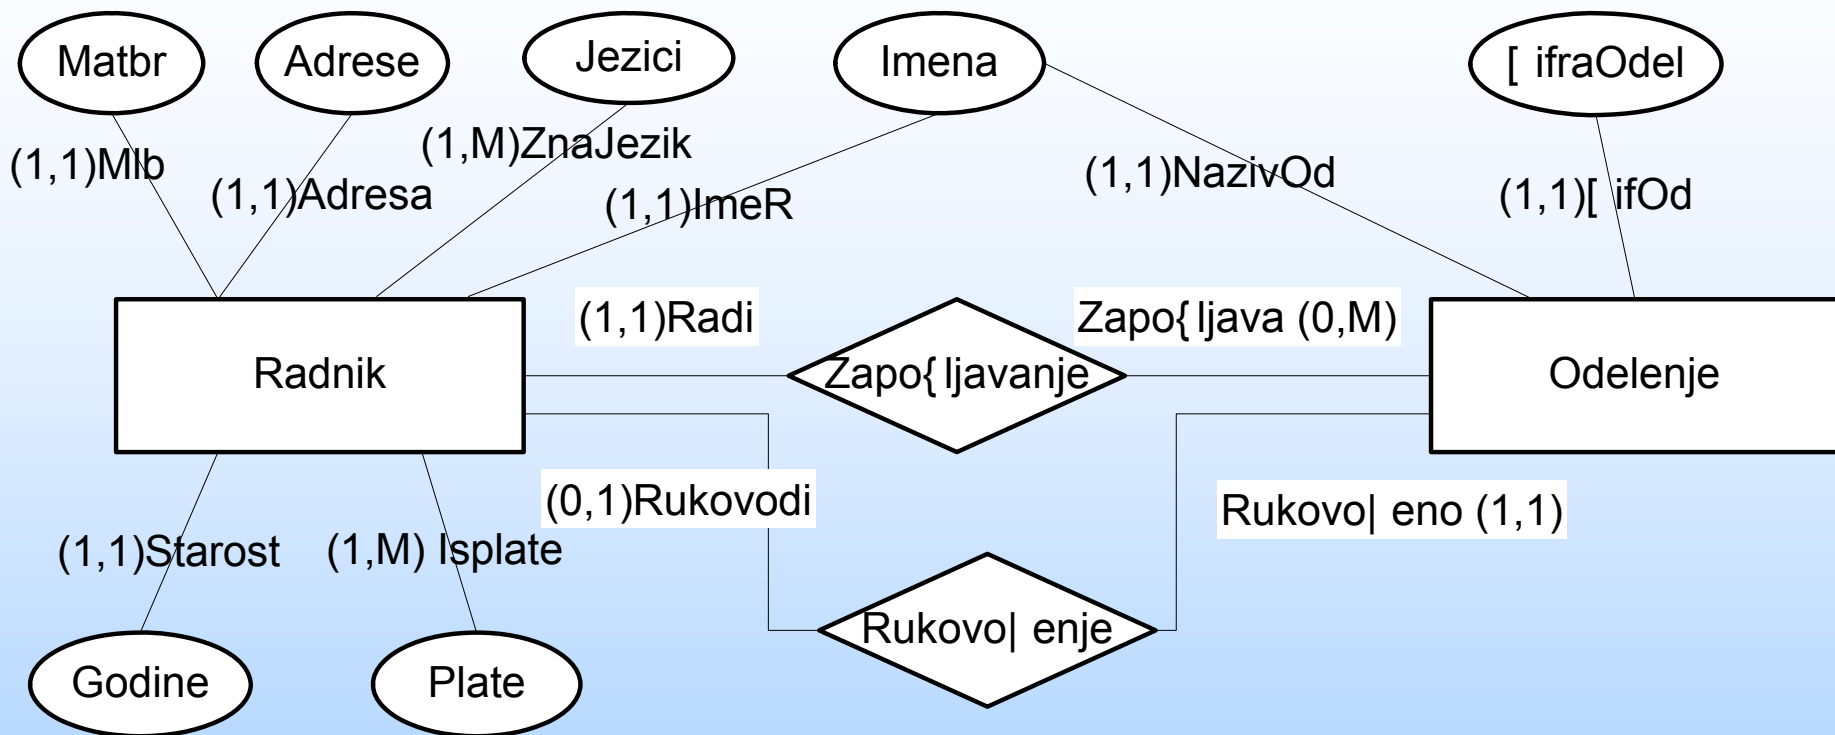 Matbr
Adrese
Jezici
Imena
[ ifraOdel
(1,1)Mlb
(1,1)Adresa
(1,M)ZnaJezik
(1,1)ImeR
(1,1)NazivOd
(1,1)[ ifOd
(1,1)Radi
Zapo{ ljava (0,M)
Radnik
Zapo{ ljavanje
Odelenje
(0,1)Rukovodi
Rukovo| eno (1,1)
(1,1)Starost
(1,M) Isplate
Rukovo| enje
Godine
Plate